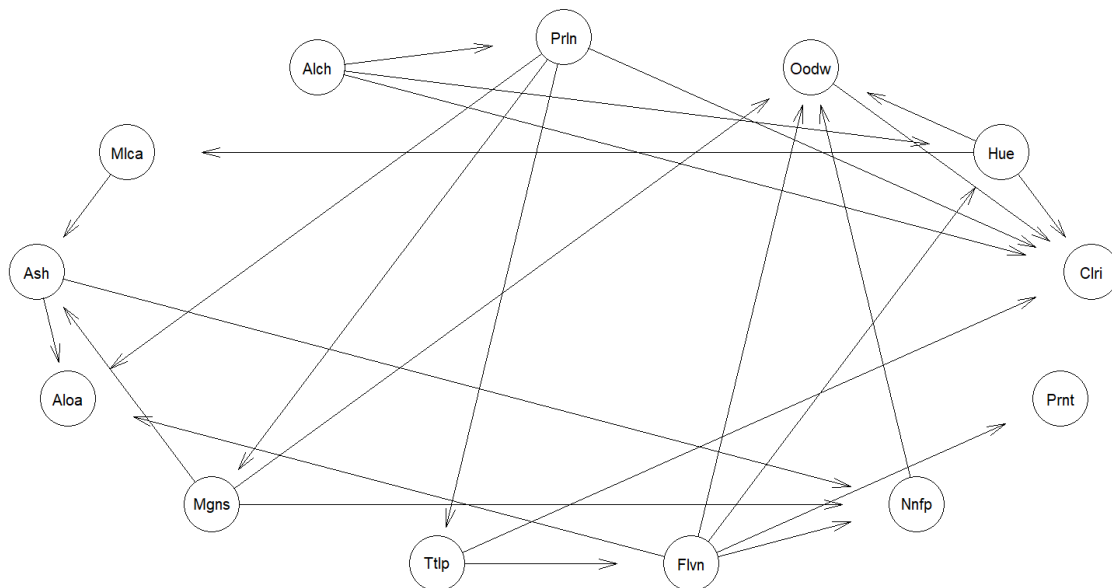 Prln
Alch
Oodw
Mlca
Hue
Ash
Clri
Aloa
Prnt
Mgns
Nnfp
Ttlp
Flvn